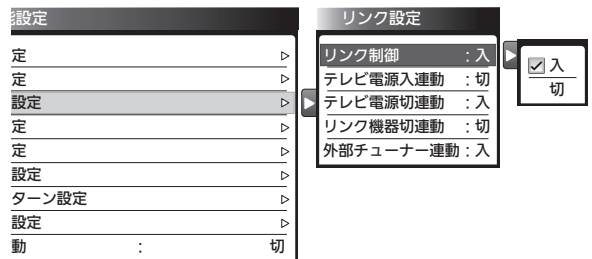 能設定
定
定
設定
定
定
設定
ターン設定
設定
動 : 切
リンク設定
リンク制御 : 入
テレビ電源入連動 : 切
テレビ電源切連動 : 入
リンク機器切連動 : 切
外部チューナー連動 : 入
入
切